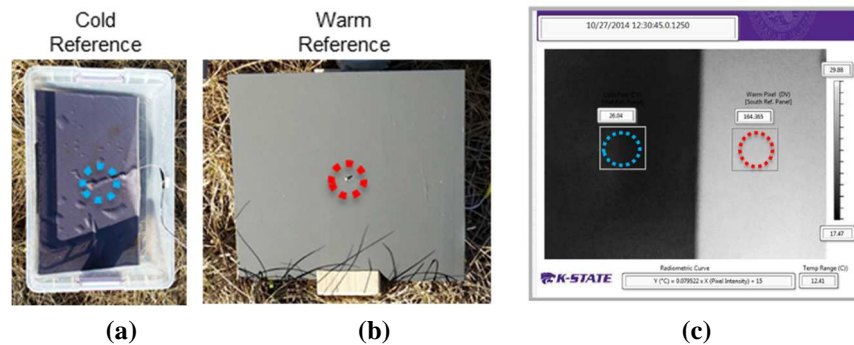 Cold
Reference
Warm
Reference
10/27/2014 12:30:45.0.1250
29.88
Warm Pixel (DV)
[South Ref. Panel]
26.04
164.365
17.47
K-STATE
Radiometric Curve
Y (°C) = 0.079522 x X (Pixel Intensity) + 15
Temp Range (C)
12.41
(a)
(b)
(c)